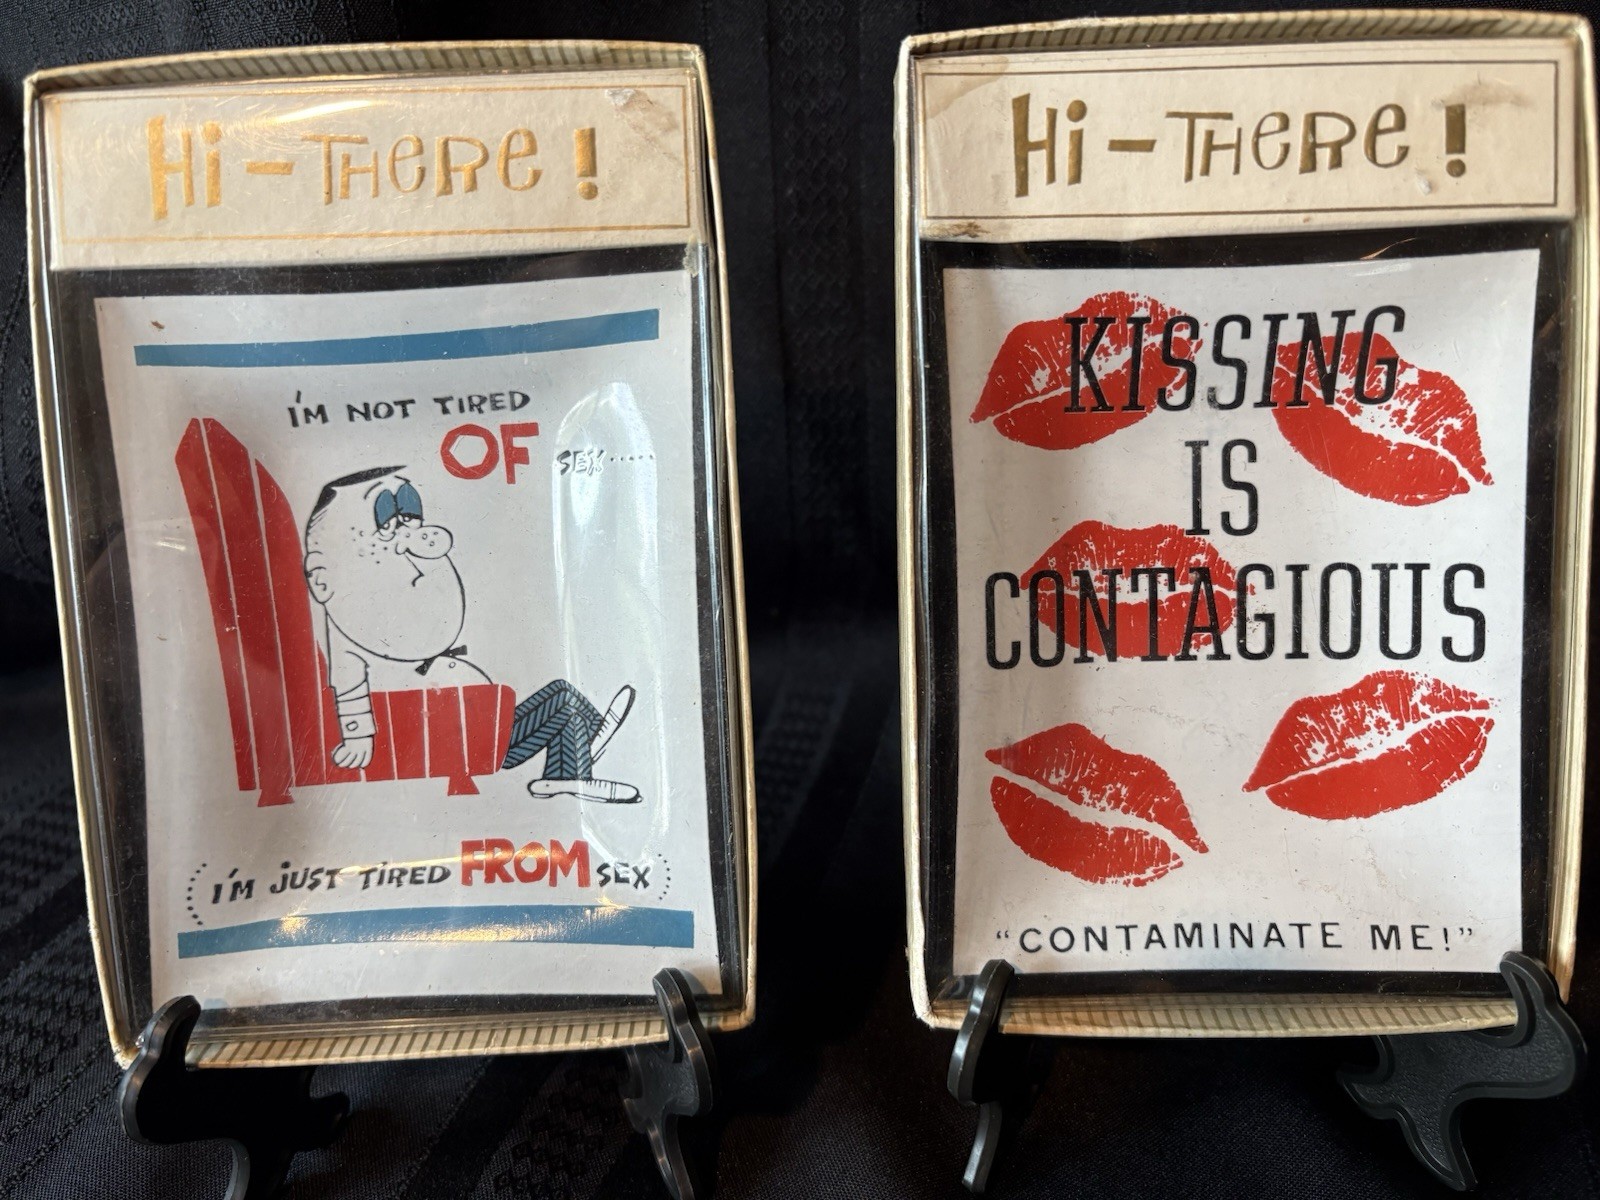 Hi-THeRe!
I'M NOT TIRED
OF SEX.....
(I'M JUST TIRED FROM SEX)
Hi-THeRe!
KISSING
IS
CONTAGIOUS
"CONTAMINATE ME!"